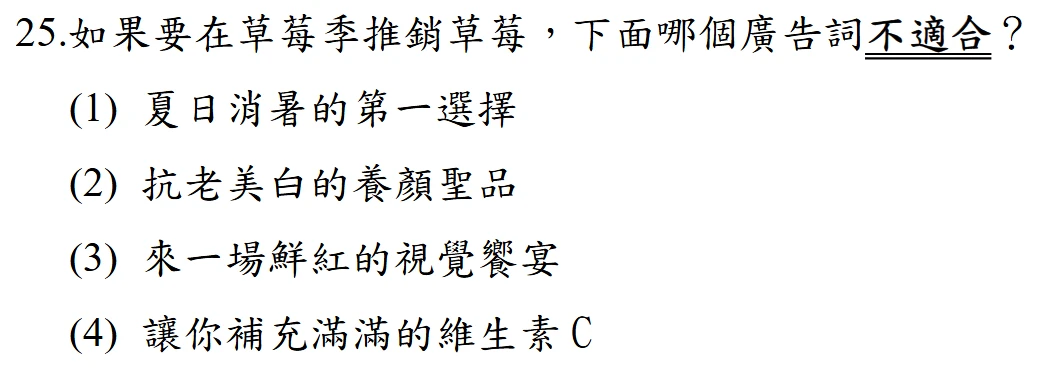 25.如果要在草莓季推銷草莓，下面哪個廣告詞不適合？
(1) 夏日消暑的第一選擇
(2) 抗老美白的養顏聖品
(3) 來一場鮮紅的視覺饗宴
(4) 讓你補充滿滿的維生素C